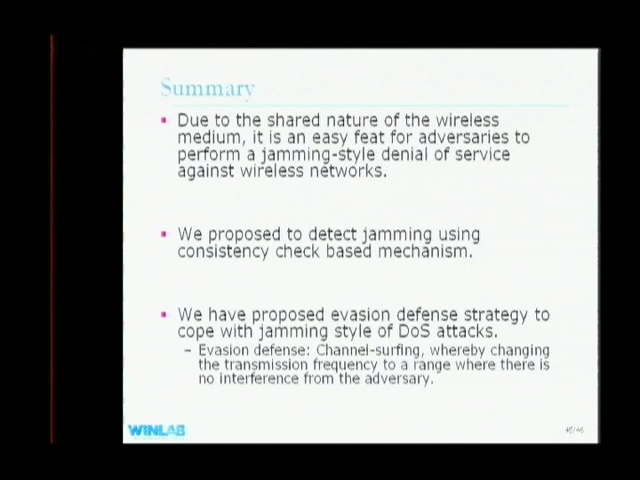 Summary
Due to the shared nature of the wireless
medium, it is an easy feat for adversaries to
perform a jamming-style denial of service
against wireless networks.
We proposed to detect jamming using
consistency check based mechanism.
We have proposed evasion defense strategy to
cope with jamming style of DoS attacks.
– Evasion defense: Channel-surfing, whereby changing
the transmission frequency to a range where there is
no interference from the adversary.
WINLAB